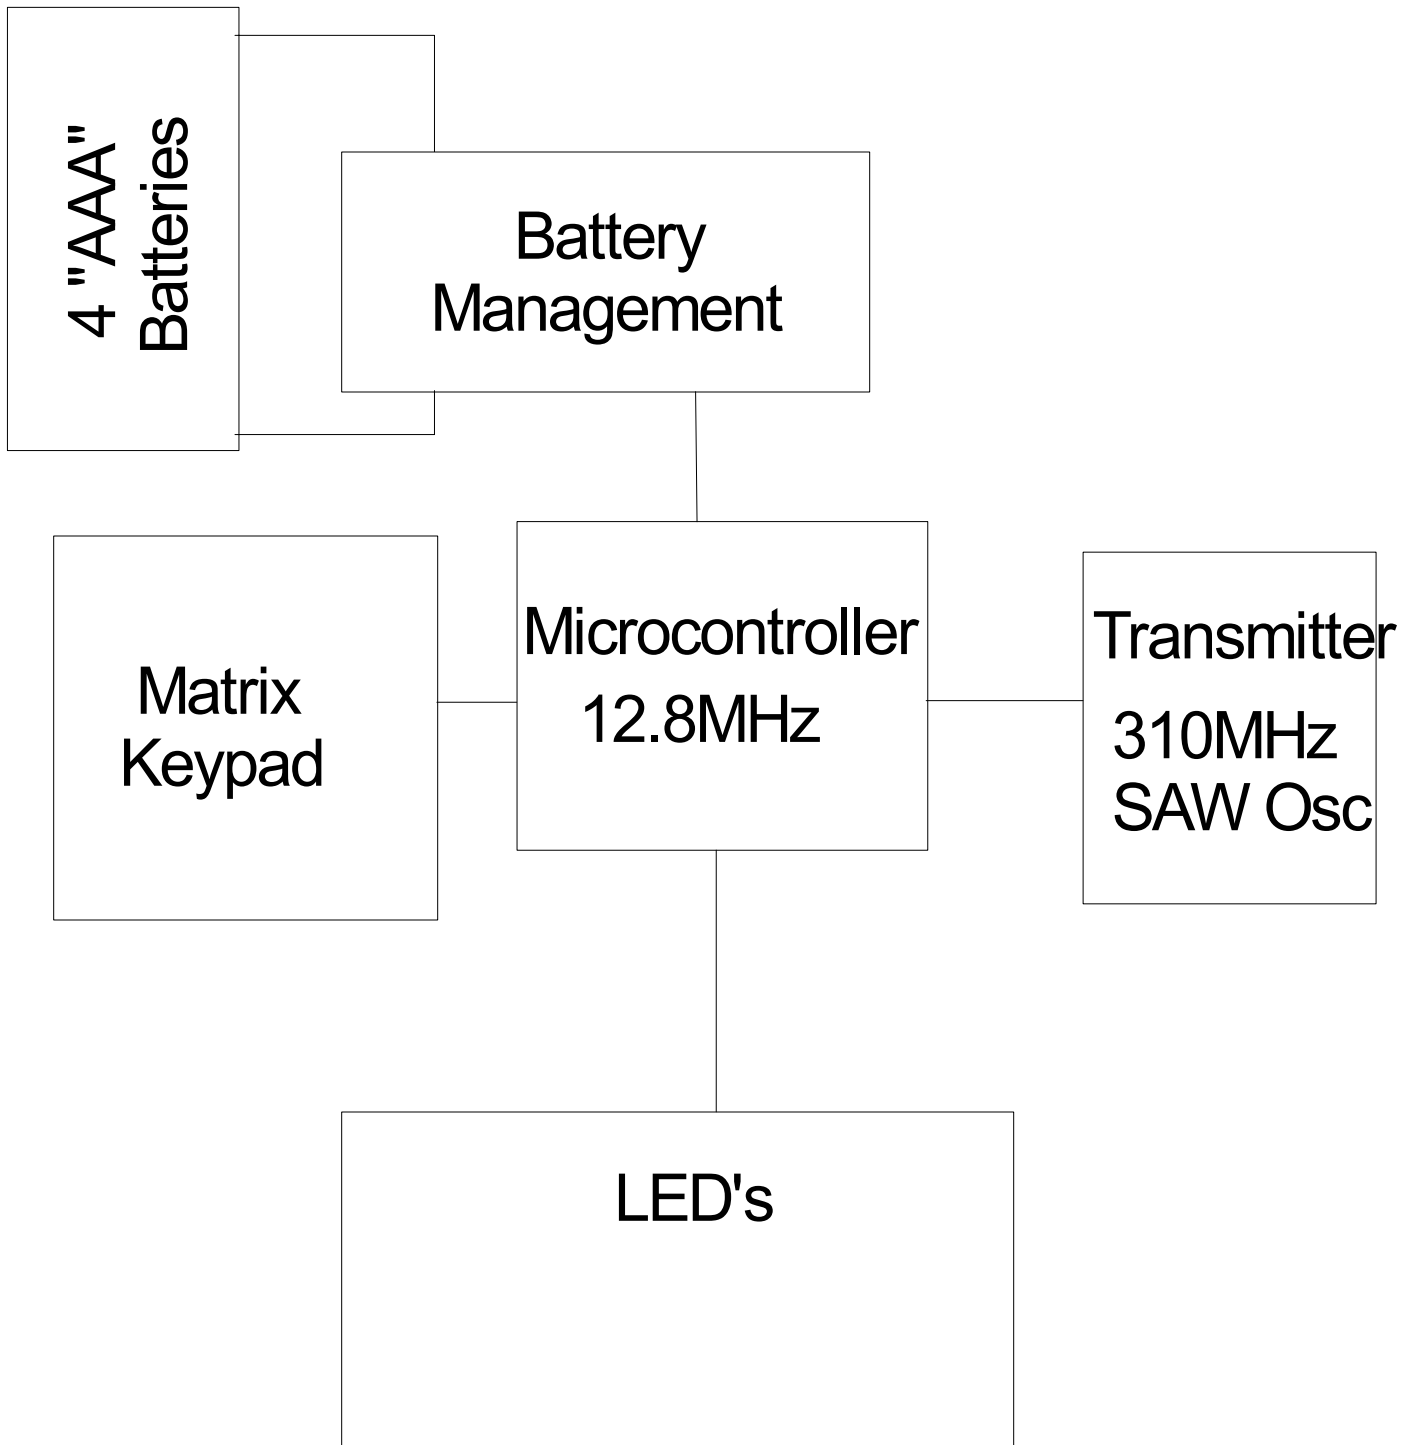 4 "AAA"
Batteries
Battery
Management
Matrix
Keypad
Microcontroller
12.8MHz
Transmitter
310MHz
SAW Osc
LED's